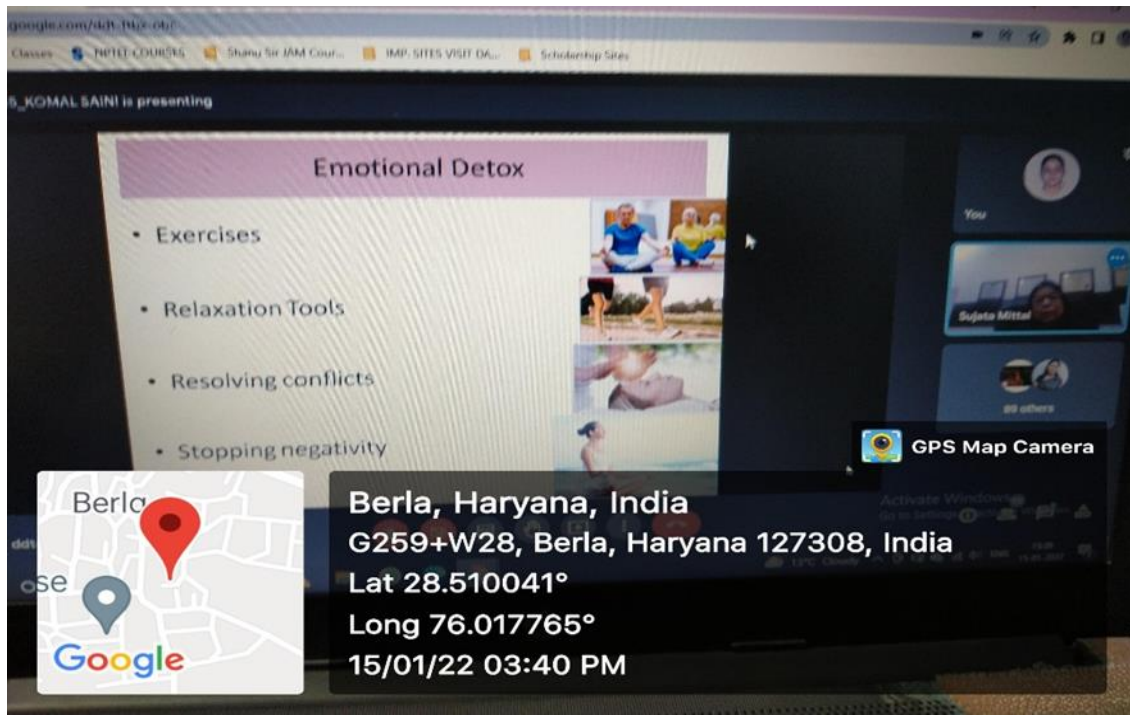 Classes NPTEL COURSES Shanu Sir JAM Cour... IMP. SITES VISIT DA... Scholarship Sites
5_KOMAL SAINI is presenting
Emotional Detox
• Exercises
• Relaxation Tools
• Resolving conflicts
• Stopping negativity
You
Sujata Mittal
89 others
GPS Map Camera
Activate Windows
Berla
Google
Berla, Haryana, India
G259+W28, Berla, Haryana 127308, India
Lat 28.510041°
Long 76.017765°
15/01/22 03:40 PM